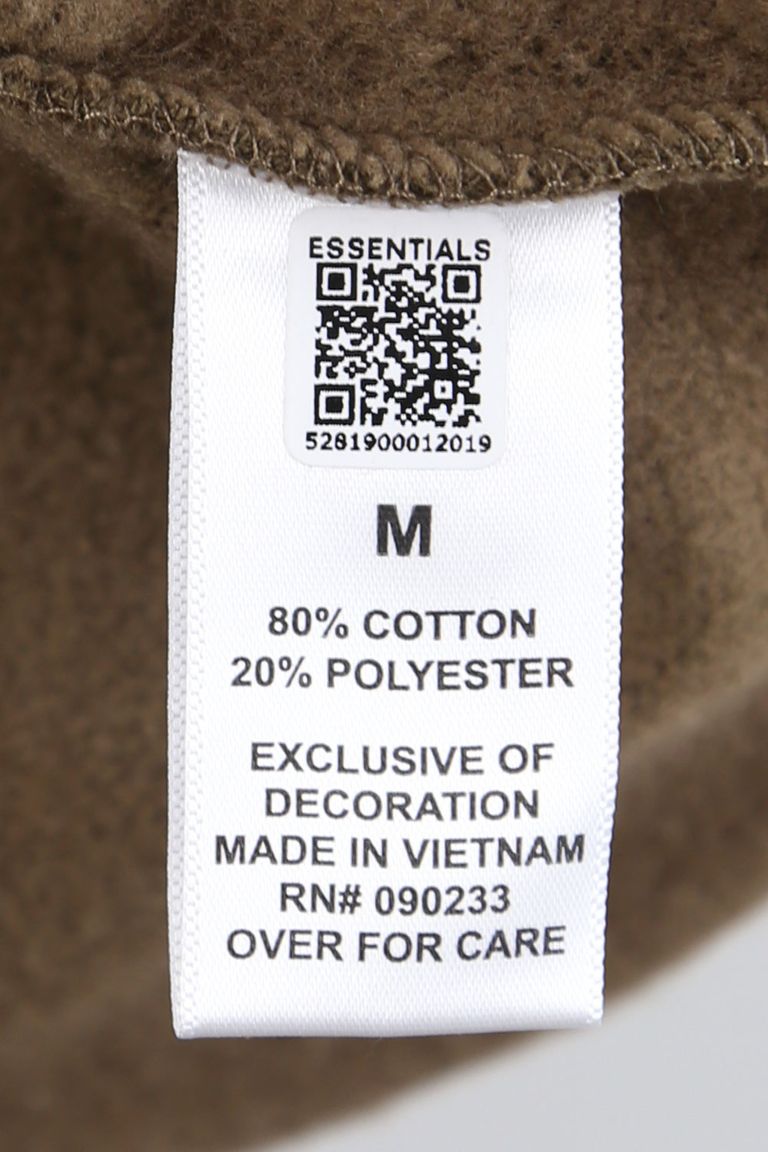 ESSENTIALS
5281900012019
M
80% COTTON
20% POLYESTER
EXCLUSIVE OF
DECORATION
MADE IN VIETNAM
RN# 090233
OVER FOR CARE